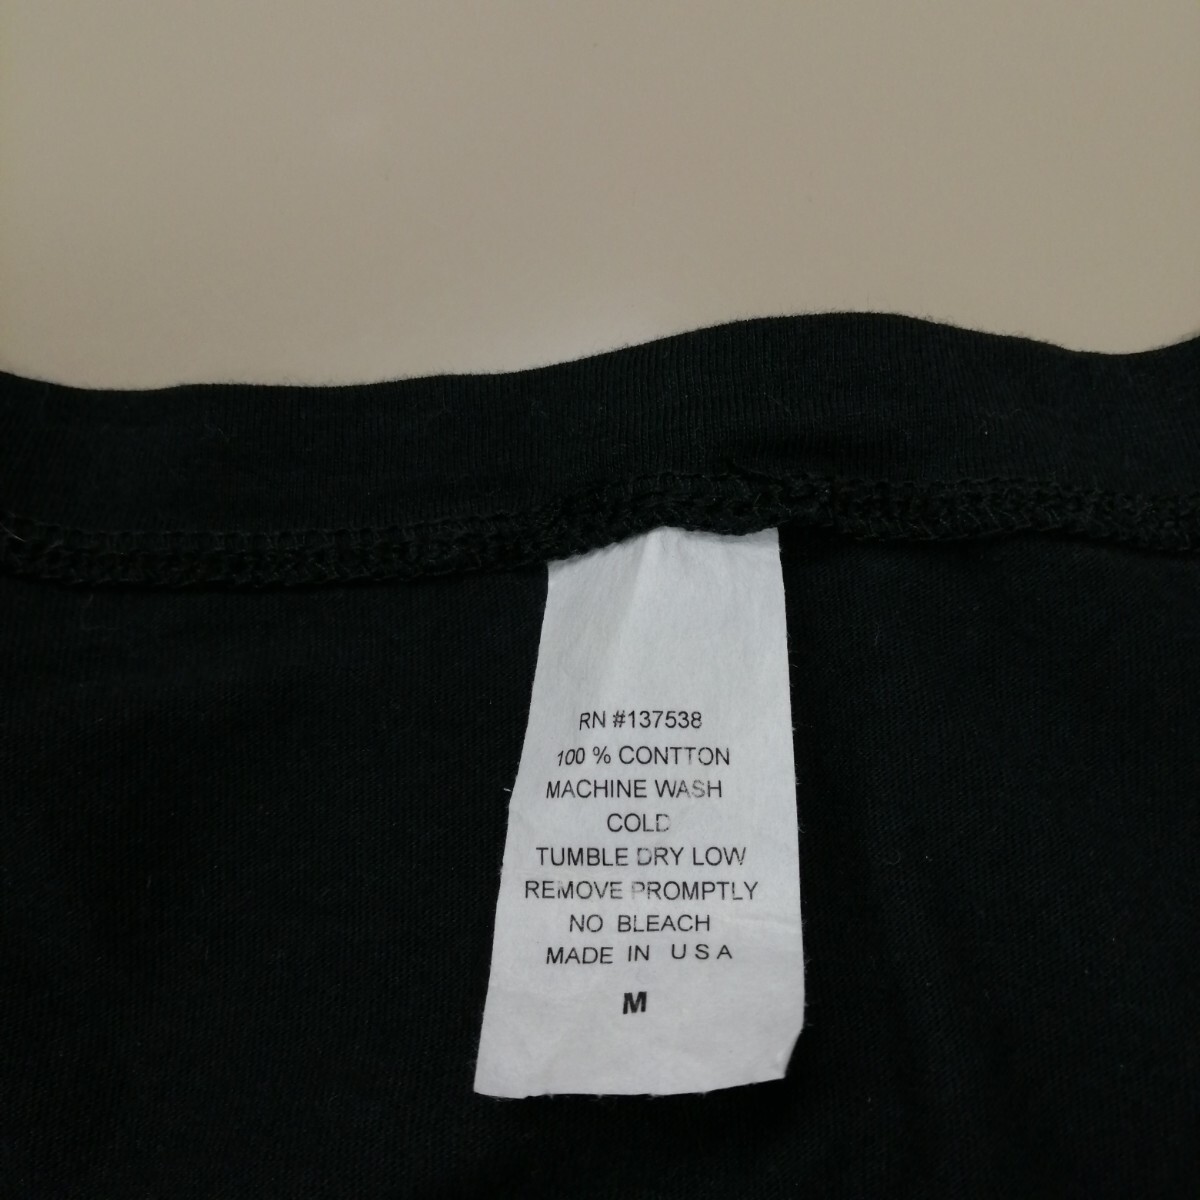 RN #137538
100 % CONTTON
MACHINE WASH
COLD
TUMBLE DRY LOW
REMOVE PROMPTLY
NO BLEACH
MADE IN USA
M